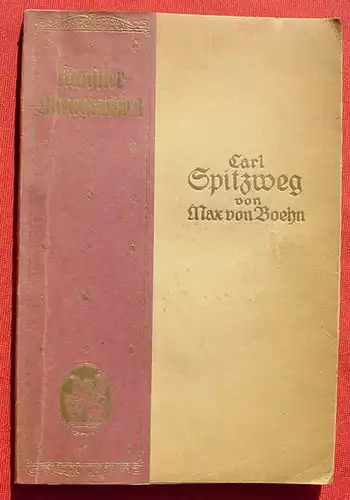 Künstler-
Monographien
Carl
Spitzweg
von
Max von Boehn